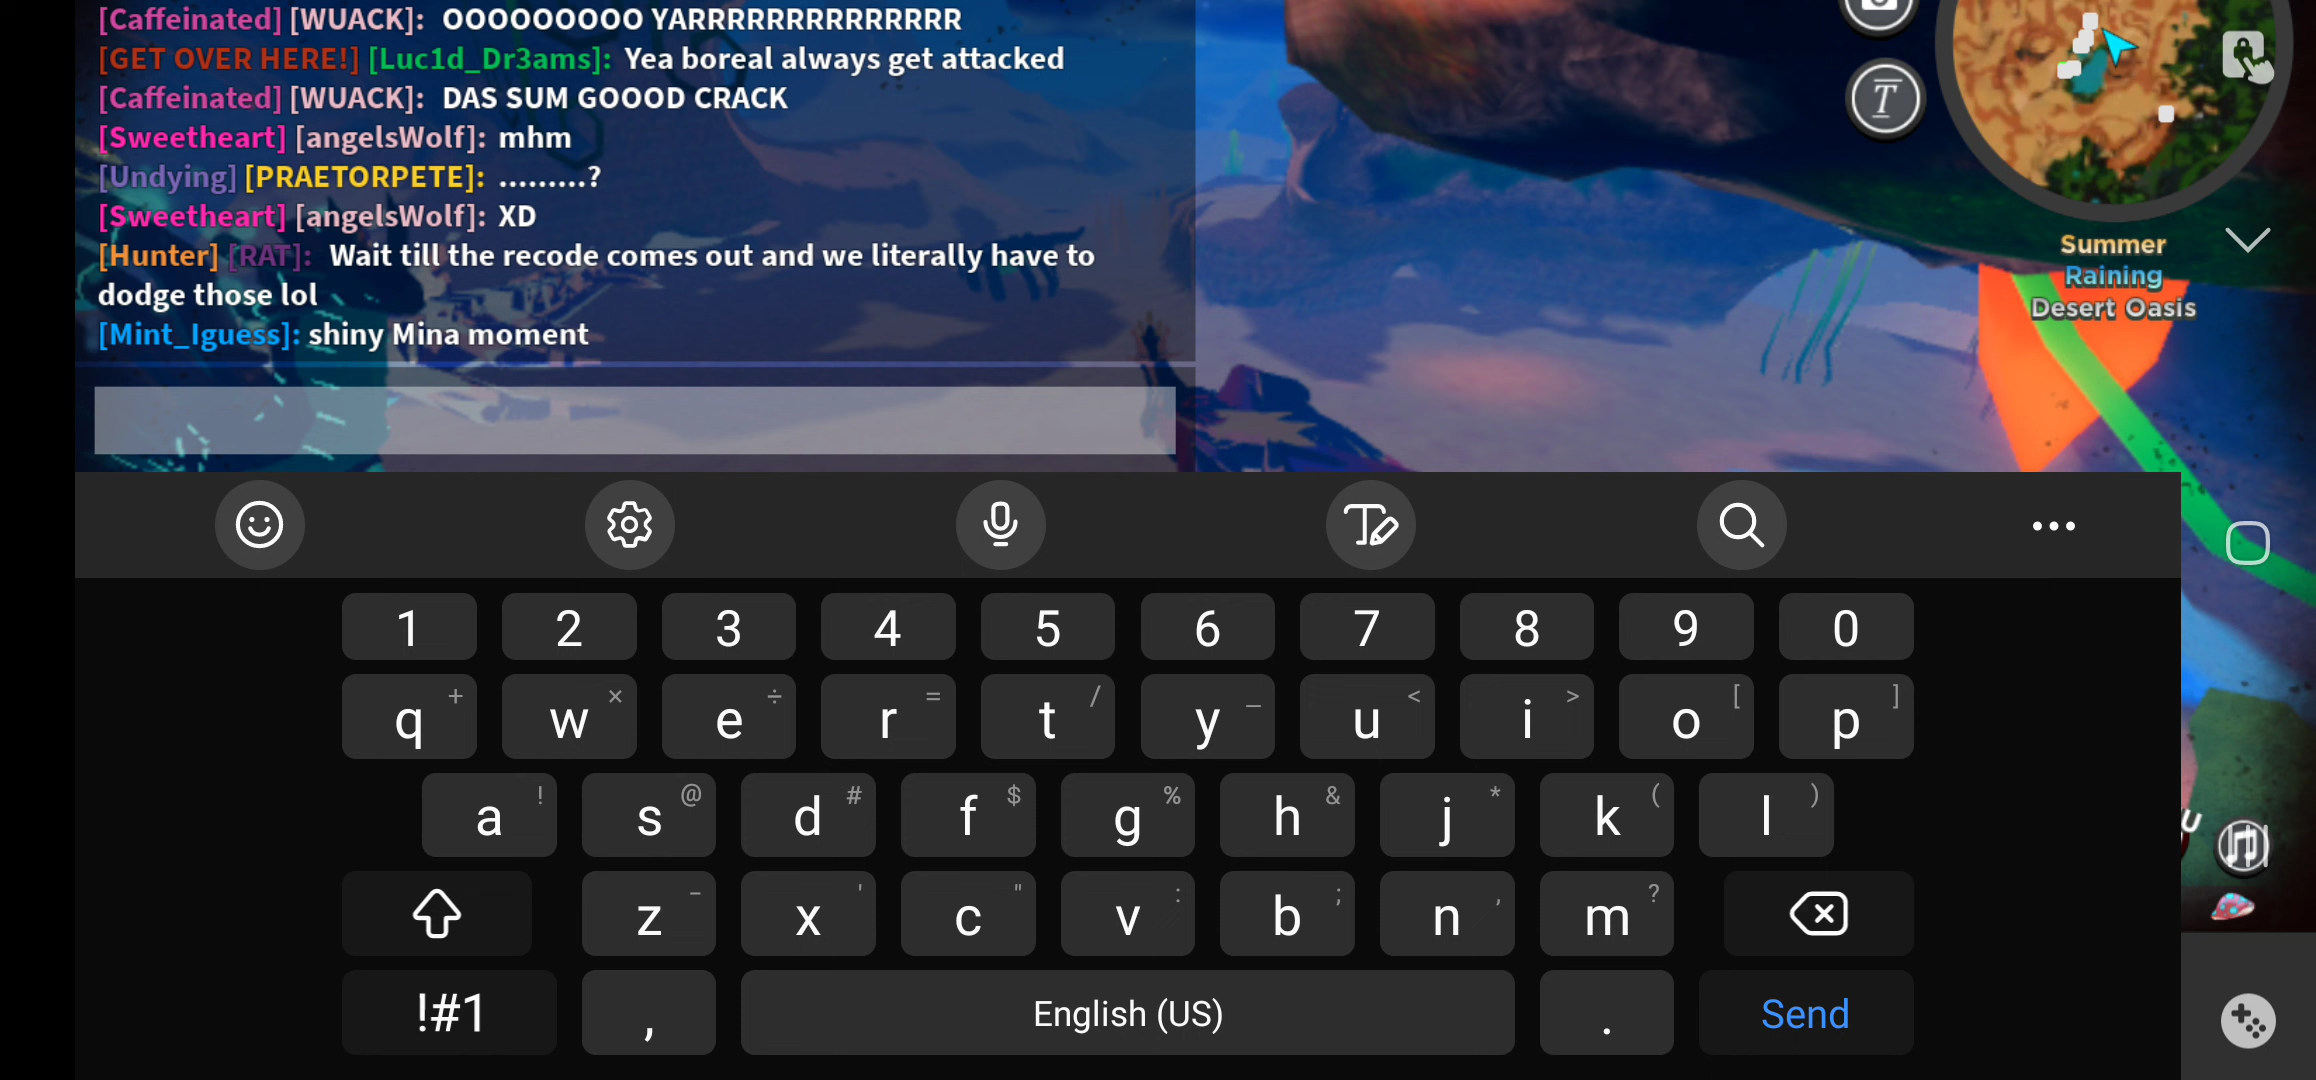 [Caffeinated] [WUACK]: OOOOOOOOO YARRRRRRRRRRRRRR
[GET OVER HERE!] [Luc1d_Dr3ams]: Yea boreal always get attacked
[Caffeinated] [WUACK]: DAS SUM GOOOD CRACK
[Sweetheart] [angelsWolf]: mhm
[Undying] [PRAETORPETE]: .........?
[Sweetheart] [angelsWolf]: XD
[Hunter] [RAT]: Wait till the recode comes out and we literally have to
dodge those lol
[Mint_Iguess]: shiny Mina moment
T
Summer
Raining
Desert Oasis
1 2 3 4 5 6 7 8 9 0
q + w × e ÷ r = t / y _ u < i > o [ p ]
a ! s @ d # f $ g % h & j * k ( l )
z - x ' c " v : b ; n , m ?
!#1 , English (US) . Send